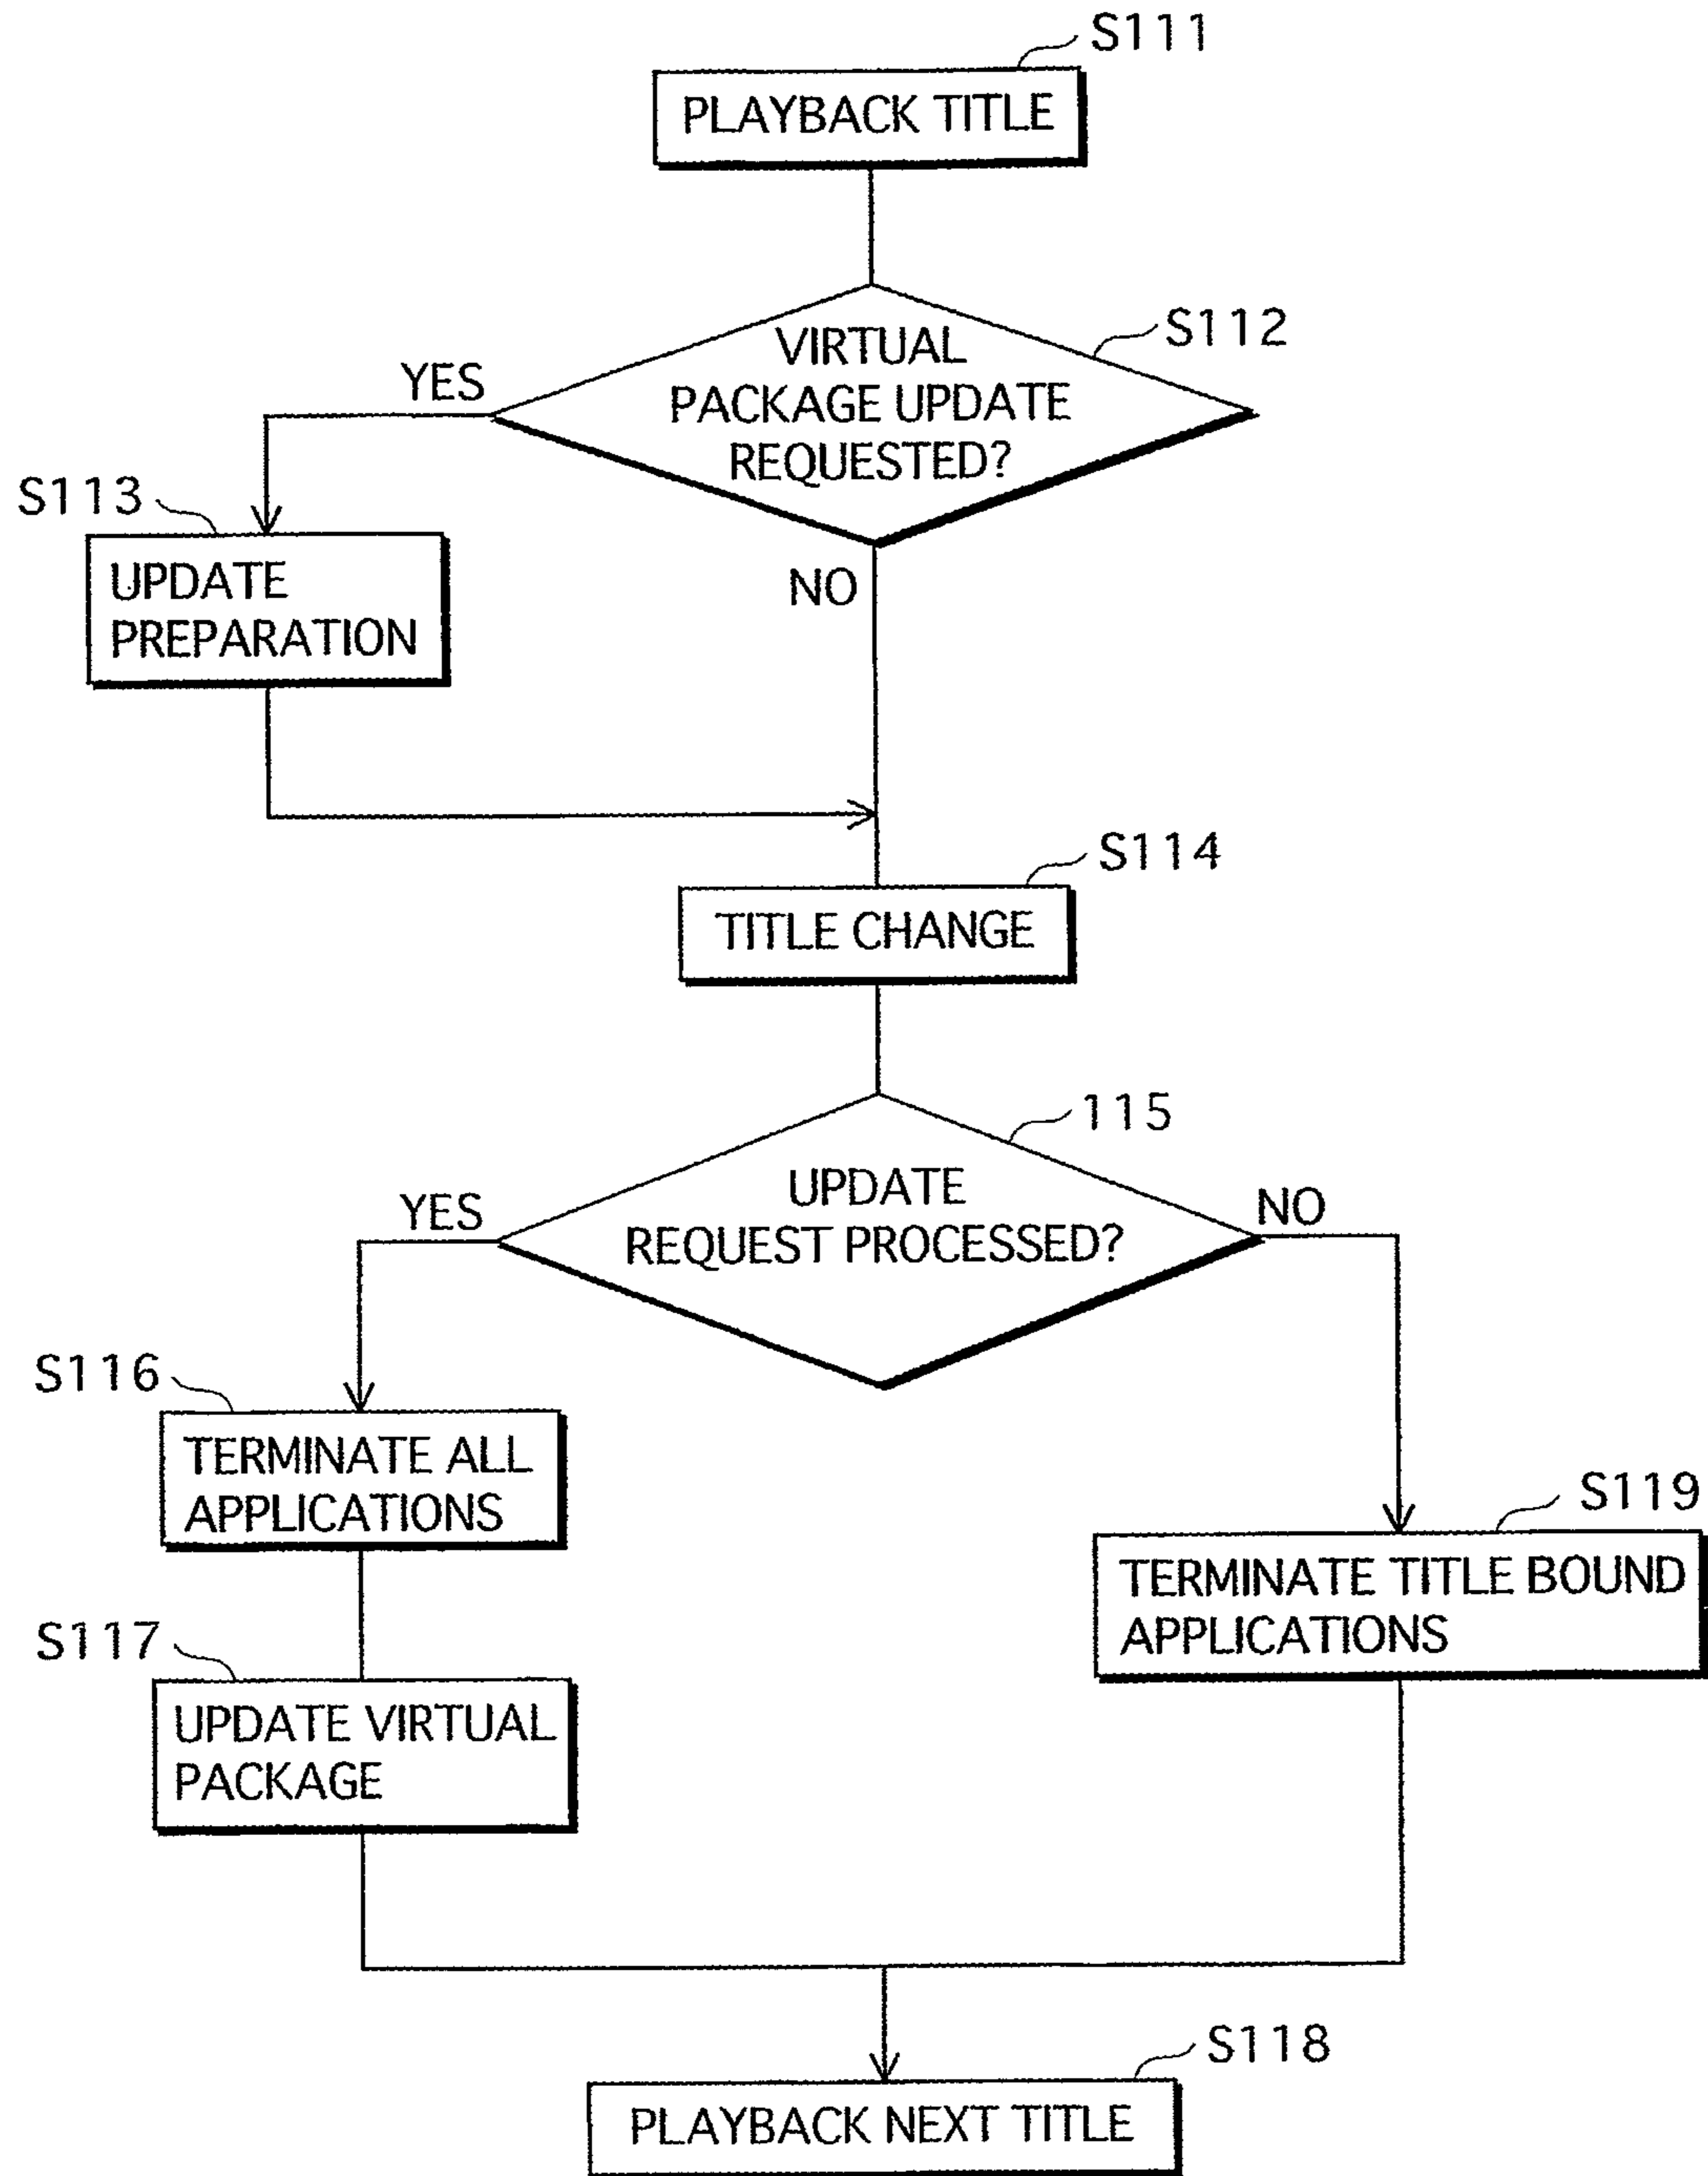 S111
PLAYBACK TITLE
S112
VIRTUAL
PACKAGE UPDATE
REQUESTED?
YES
NO
S113
UPDATE
PREPARATION
S114
TITLE CHANGE
115
UPDATE
REQUEST PROCESSED?
YES
NO
S116
TERMINATE ALL
APPLICATIONS
S119
TERMINATE TITLE BOUND
APPLICATIONS
S117
UPDATE VIRTUAL
PACKAGE
S118
PLAYBACK NEXT TITLE